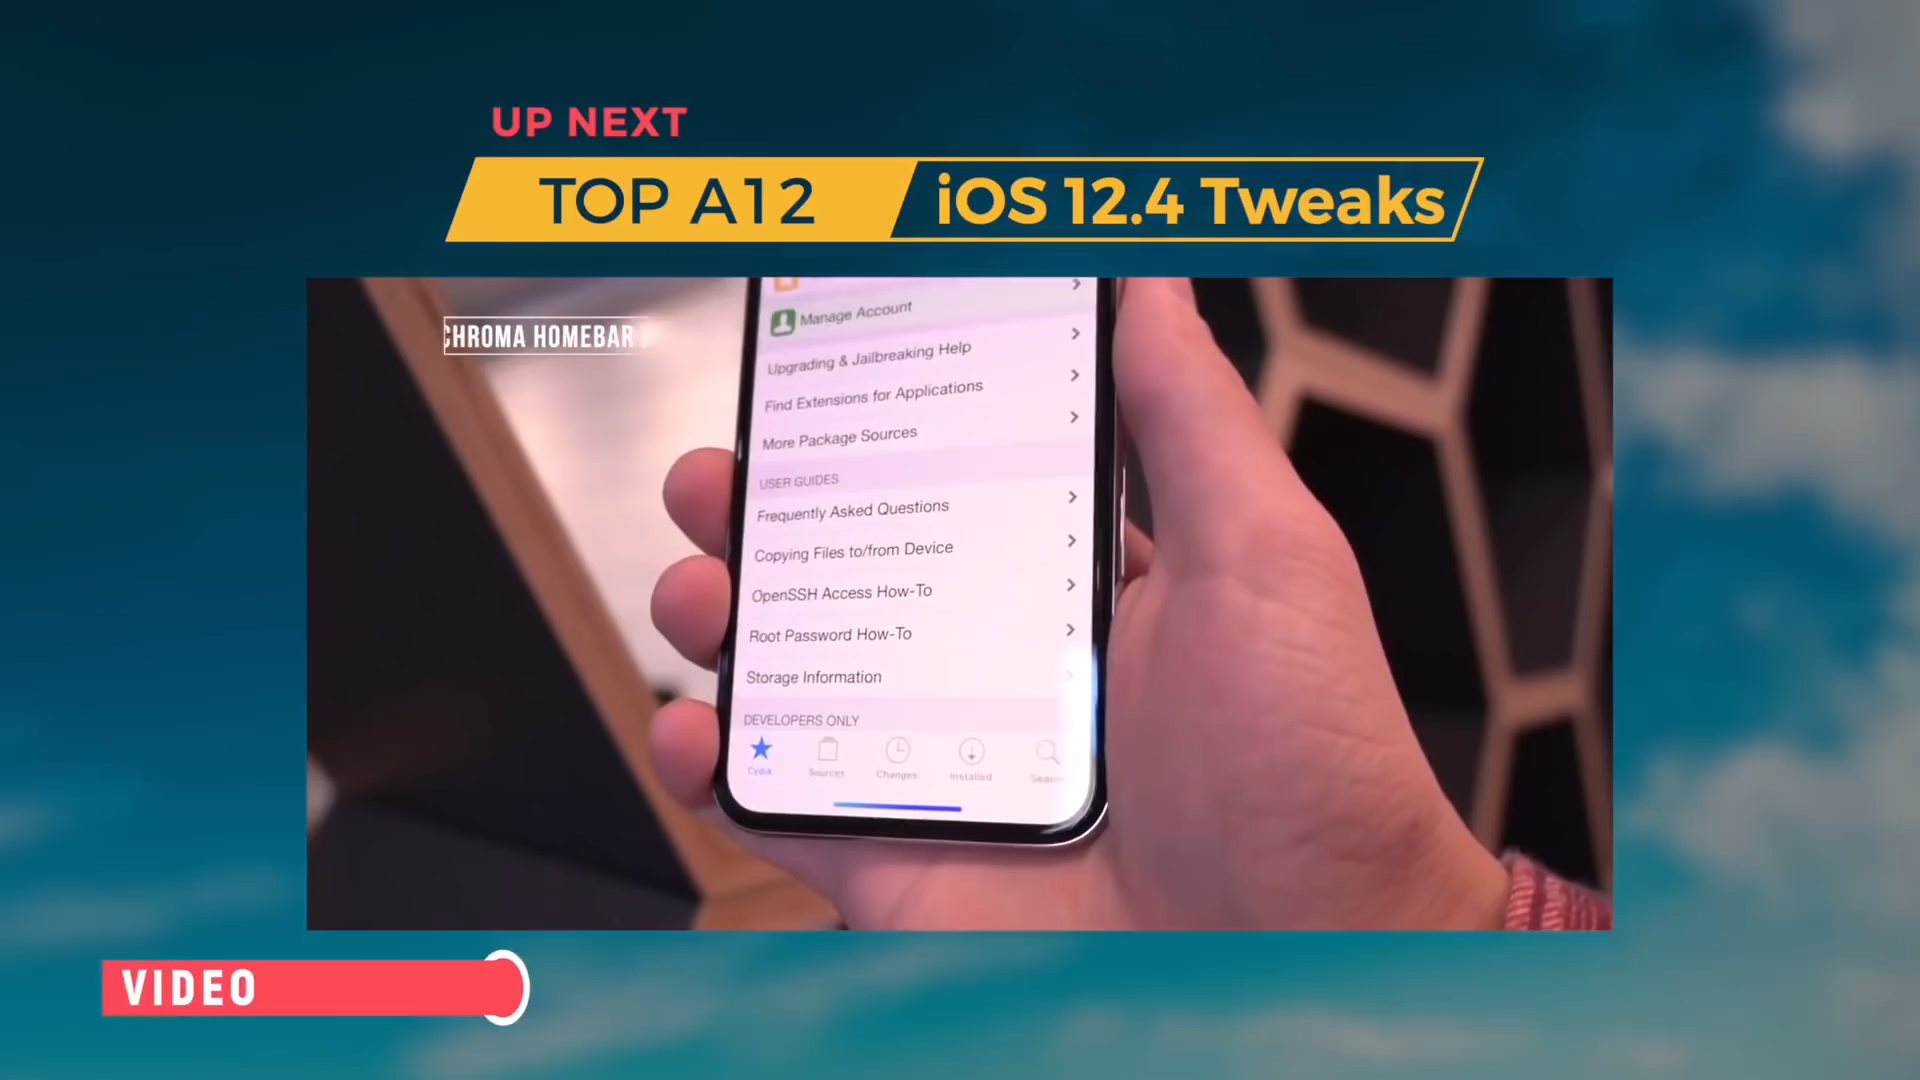 UP NEXT
TOP A12
iOS 12.4 Tweaks
CHROMA HOMEBAR
Manage Account
Upgrading & Jailbreaking Help
Find Extensions for Applications
More Package Sources
USER GUIDES
Frequently Asked Questions
Copying Files to/from Device
OpenSSH Access How-To
Root Password How-To
Storage Information
DEVELOPERS ONLY
Cydia
Sources
Changes
Installed
VIDEO